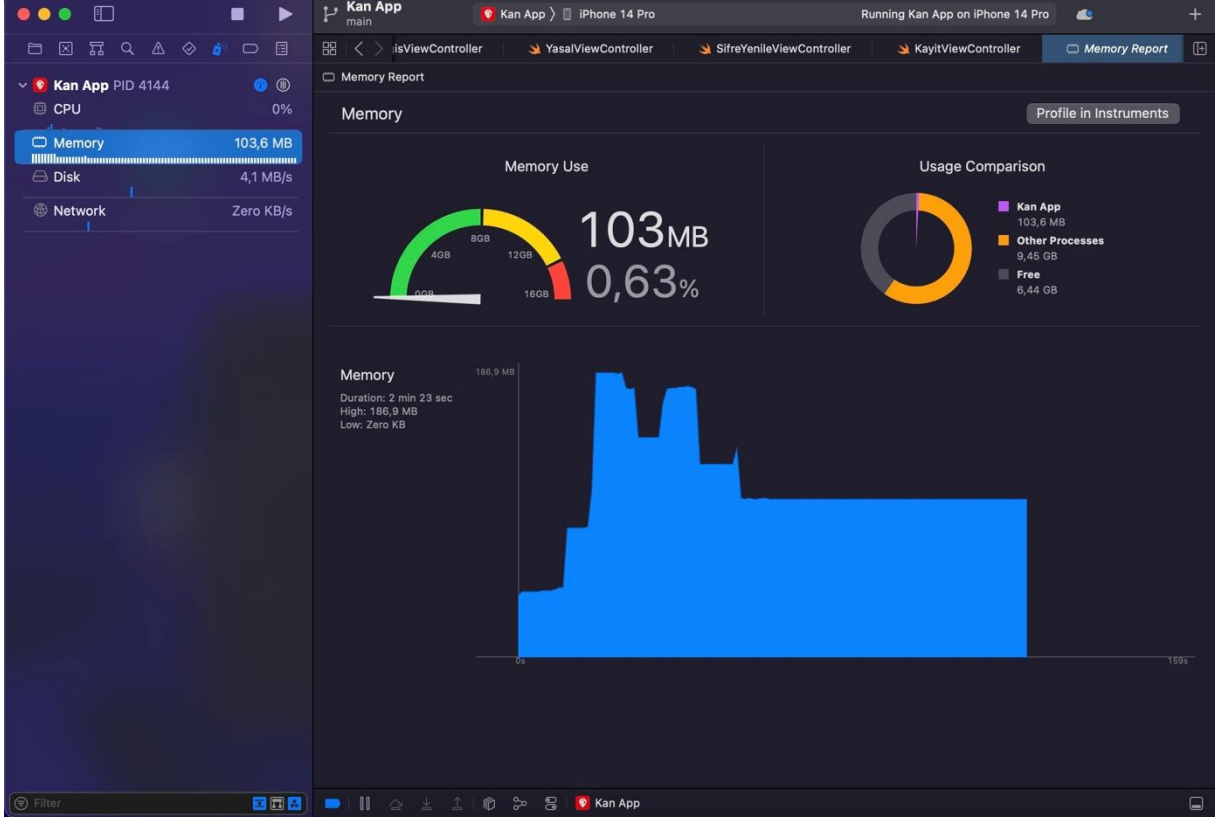 Kan App
main
Kan App 〉 iPhone 14 Pro
Running Kan App on iPhone 14 Pro
isViewController
YasalViewController
SifreYenileViewController
KayitViewController
Memory Report
Kan App PID 4144
CPU 0%
Memory 103,6 MB
Disk 4,1 MB/s
Network Zero KB/s
Filter
Memory Report
Memory
Profile in Instruments
Memory Use
0GB
4GB
8GB
12GB
16GB
103MB
0,63%
Usage Comparison
Kan App
103,6 MB
Other Processes
9,45 GB
Free
6,44 GB
Memory
Duration: 2 min 23 sec
High: 186,9 MB
Low: Zero KB
186,9 MB
0s
159s
Kan App